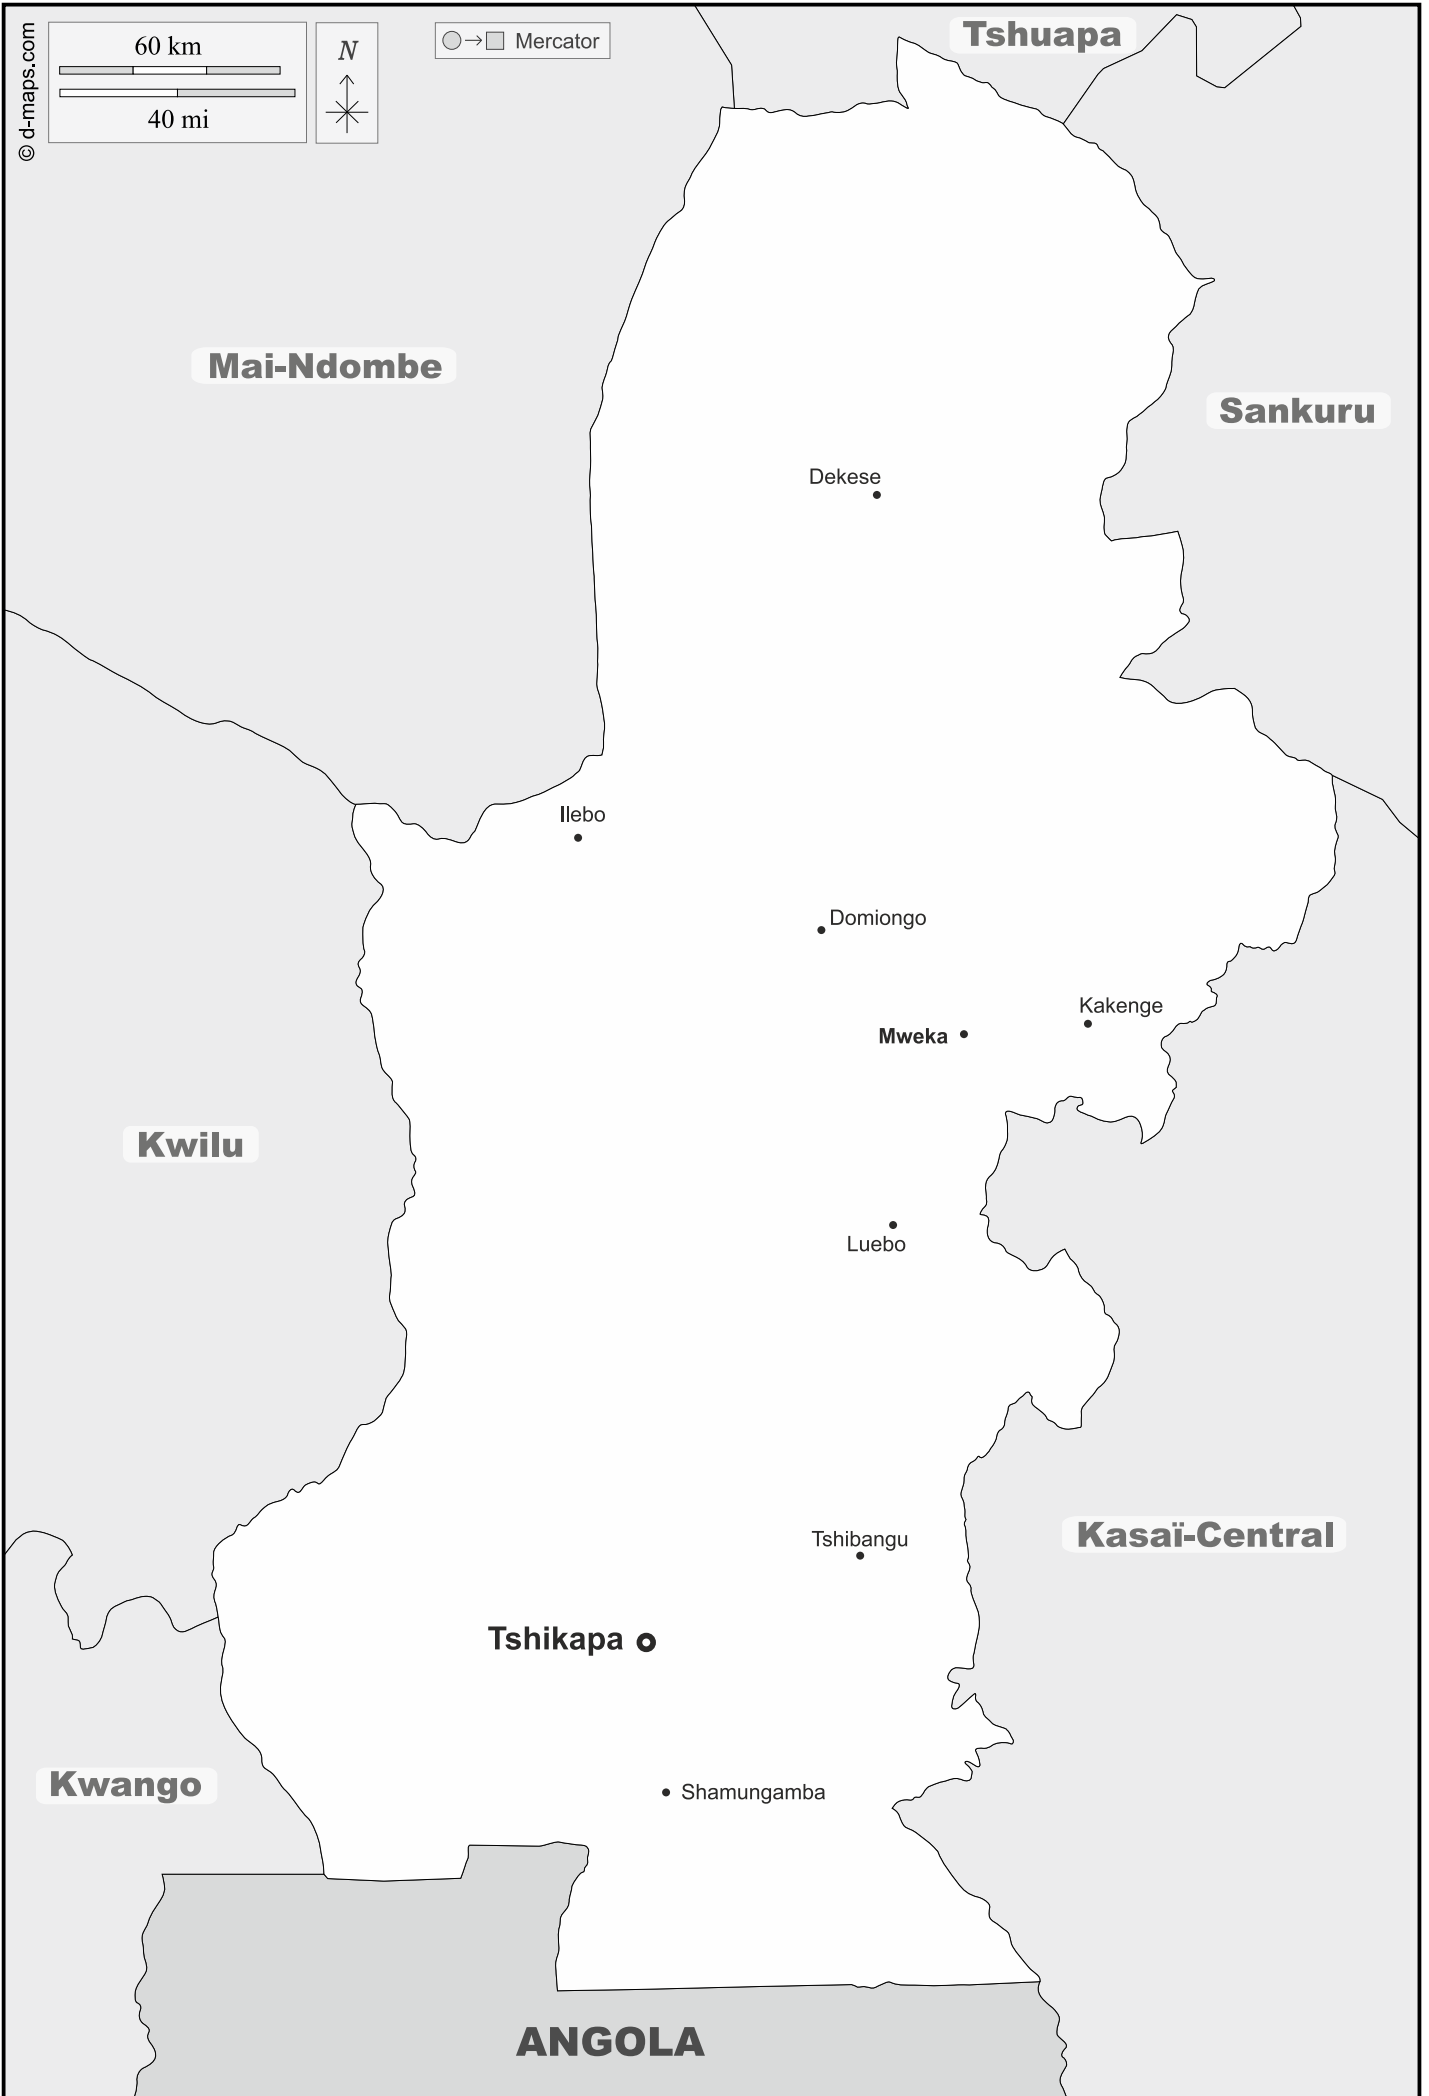 © d-maps.com
60 km
40 mi
N
Mercator
Tshuapa
Mai-Ndombe
Sankuru
Dekese
Ilebo
Domiongo
Kakenge
Mweka
Kwilu
Luebo
Kasaï-Central
Tshibangu
Tshikapa
Kwango
Shamungamba
ANGOLA